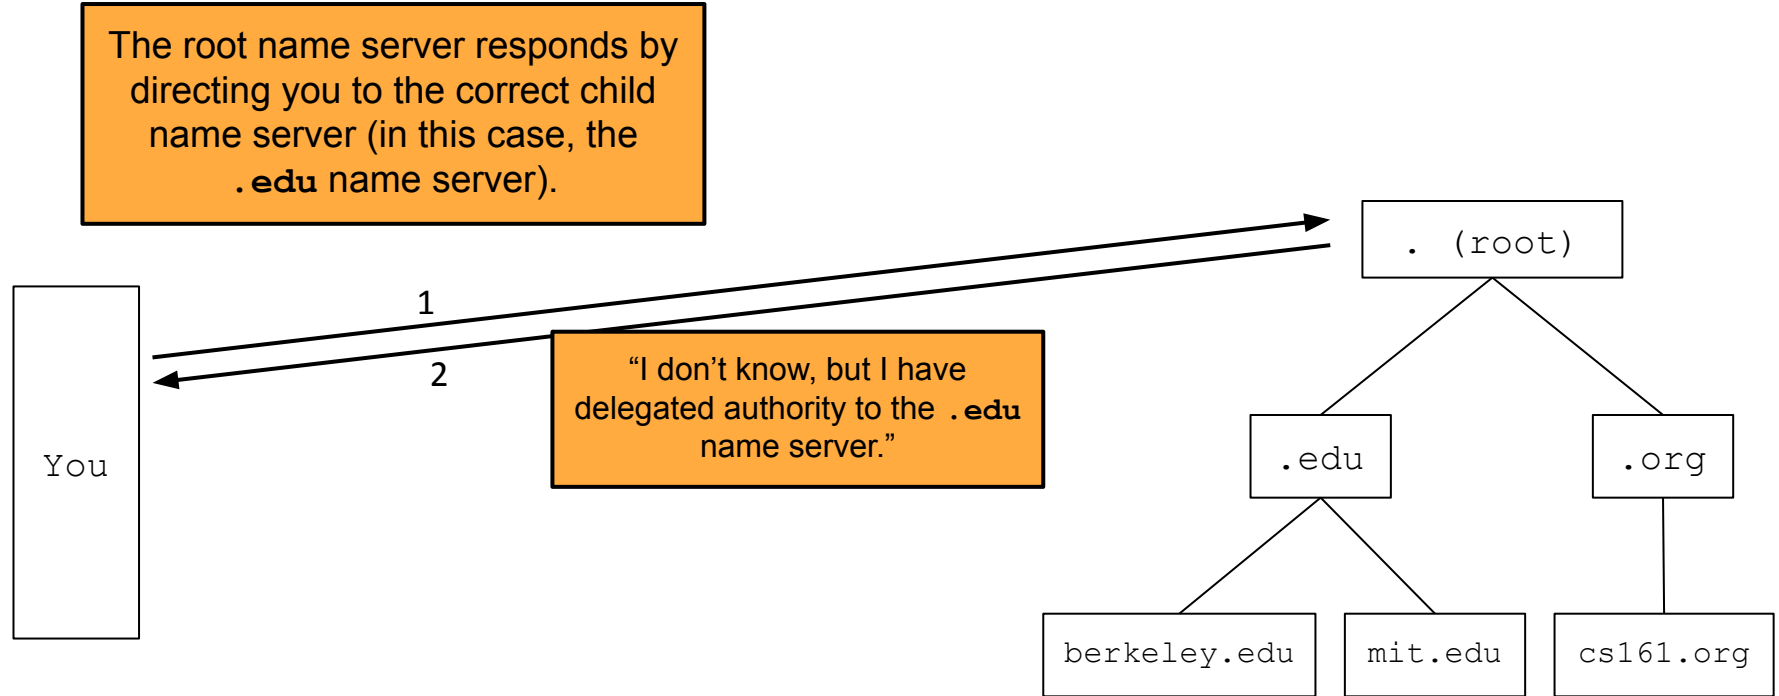 The root name server responds by
directing you to the correct child
name server (in this case, the
.edu name server).
. (root)
1
2
“I don’t know, but I have
delegated authority to the .edu
name server.”
You
.edu
.org
berkeley.edu
mit.edu
cs161.org